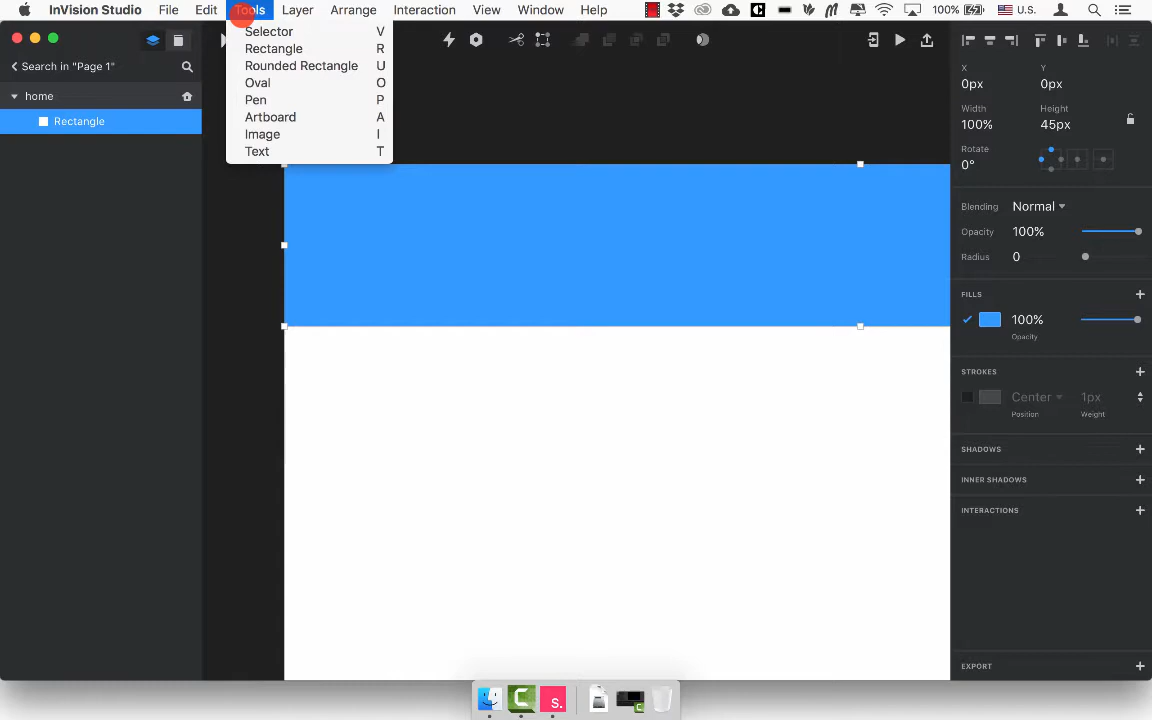 InVision Studio File Edit Tools Layer Arrange Interaction View Window Help 100% U.S.
Selector V
Rectangle R
Rounded Rectangle U
Oval O
Pen P
Artboard A
Image I
Text T
Search in "Page 1"
home
Rectangle
X Y
0px 0px
Width Height
100% 45px
Rotate
0°
Blending Normal
Opacity 100%
Radius 0
FILLS
100%
Opacity
STROKES
Center 1px
Position Weight
SHADOWS
INNER SHADOWS
INTERACTIONS
EXPORT
s.